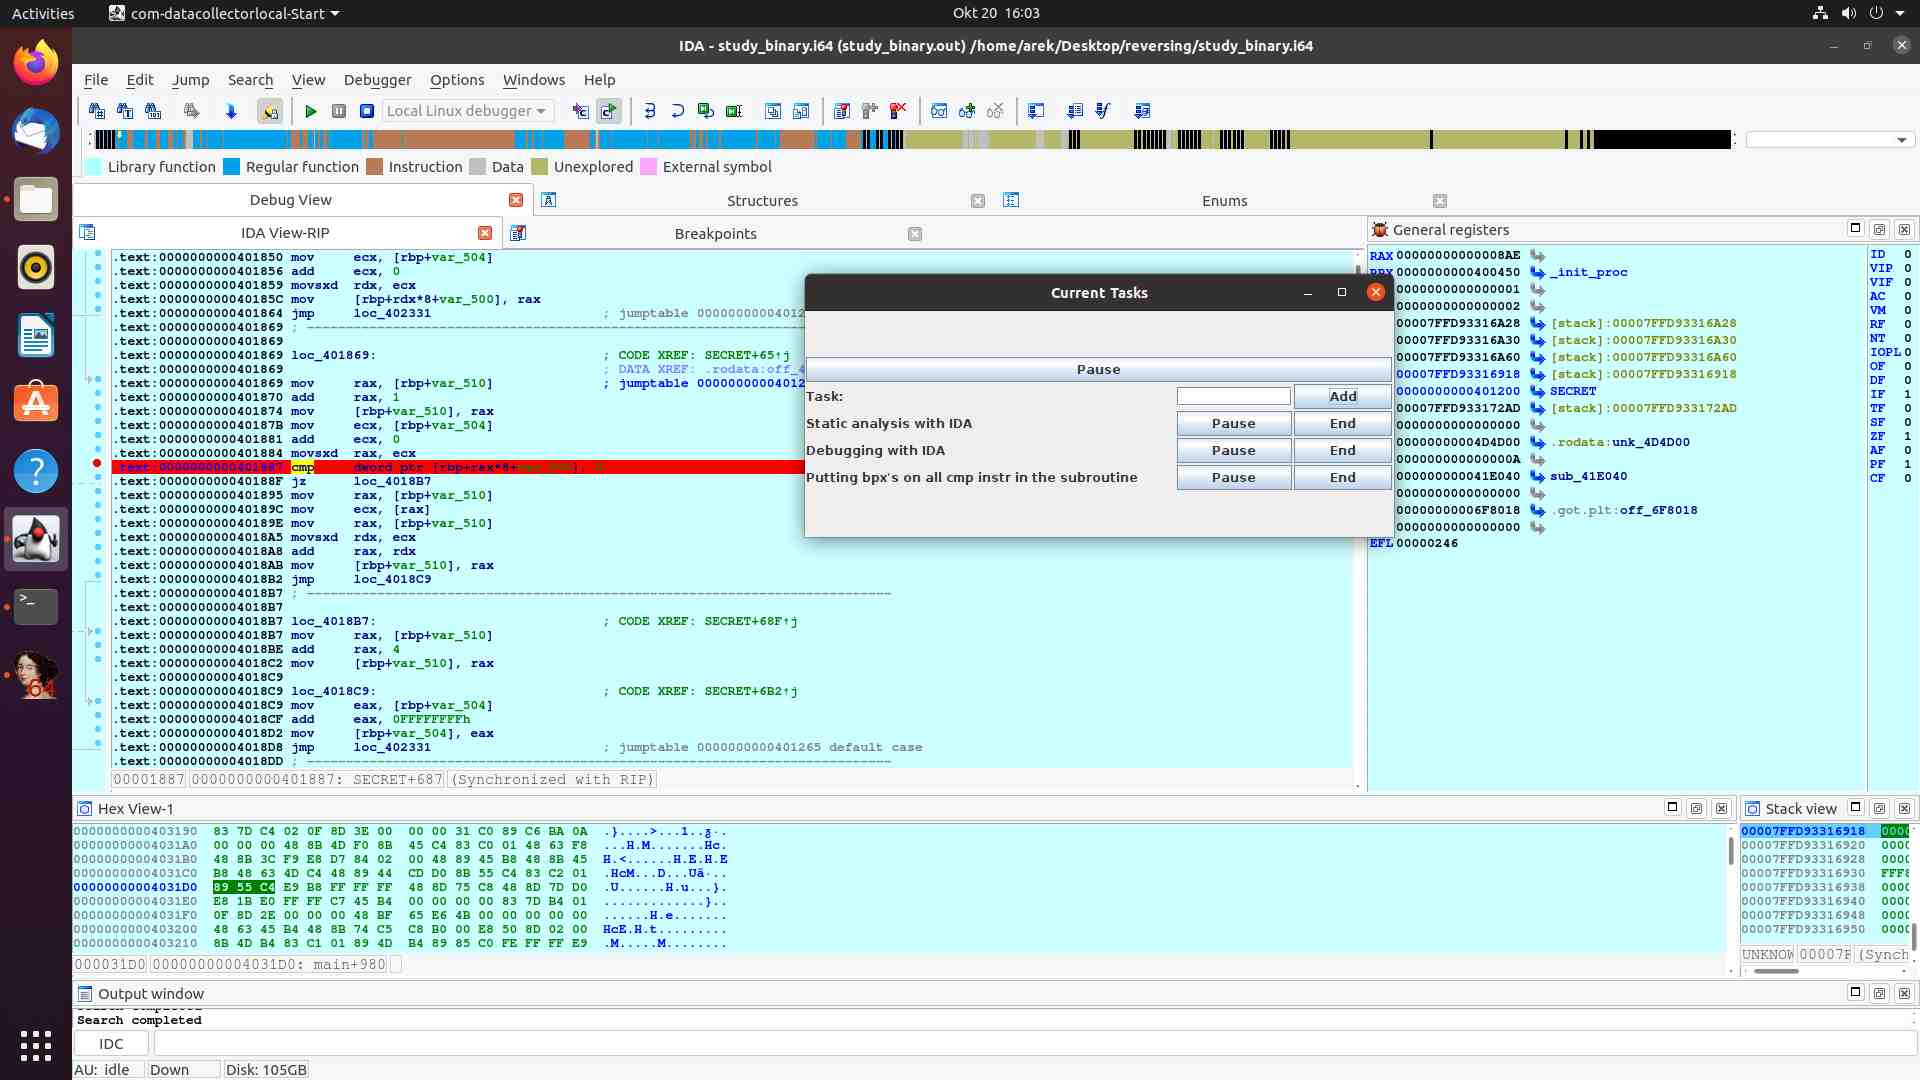 Activities
com-datacollectorlocal-Start
Okt 20 16:03
IDA - study_binary.i64 (study_binary.out) /home/arek/Desktop/reversing/study_binary.i64
File Edit Jump Search View Debugger Options Windows Help
Local Linux debugger
Library function Regular function Instruction Data Unexplored External symbol
Debug View Structures Enums
IDA View-RIP Breakpoints
.text:0000000000401850 mov ecx, [rbp+var_504]
.text:0000000000401856 add ecx, 0
.text:0000000000401859 movsxd rdx, ecx
.text:000000000040185C mov [rbp+rdx*8+var_500], rax
.text:0000000000401864 jmp loc_402331 ; jumptable 00000000004012
.text:0000000000401869 ; ----------------------------------------
.text:0000000000401869
.text:0000000000401869 loc_401869: ; CODE XREF: SECRET+65↑j
.text:0000000000401869 ; DATA XREF: .rodata:off_4
.text:0000000000401869 mov rax, [rbp+var_510] ; jumptable 00000000004012
.text:0000000000401870 add rax, 1
.text:0000000000401874 mov [rbp+var_510], rax
.text:000000000040187B mov ecx, [rbp+var_504]
.text:0000000000401881 add ecx, 0
.text:0000000000401884 movsxd rax, ecx
.text:0000000000401887 cmp dword ptr [rbp+rax*8+
.text:000000000040188F jz loc_4018B7
.text:0000000000401895 mov rax, [rbp+var_510]
.text:000000000040189C mov ecx, [rax]
.text:000000000040189E mov rax, [rbp+var_510]
.text:00000000004018A5 movsxd rdx, ecx
.text:00000000004018A8 add rax, rdx
.text:00000000004018AB mov [rbp+var_510], rax
.text:00000000004018B2 jmp loc_4018C9
.text:00000000004018B7 ; ----------------------------------------
.text:00000000004018B7
.text:00000000004018B7 loc_4018B7: ; CODE XREF: SECRET+68F↑j
.text:00000000004018B7 mov rax, [rbp+var_510]
.text:00000000004018BE add rax, 4
.text:00000000004018C2 mov [rbp+var_510], rax
.text:00000000004018C9
.text:00000000004018C9 loc_4018C9: ; CODE XREF: SECRET+6B2↑j
.text:00000000004018C9 mov eax, [rbp+var_504]
.text:00000000004018CF add eax, 0FFFFFFFFh
.text:00000000004018D2 mov [rbp+var_504], eax
.text:00000000004018D8 jmp loc_402331 ; jumptable 0000000000401265 default case
.text:00000000004018DD ; ----------------------------------------
00001887 0000000000401887: SECRET+687 (Synchronized with RIP)
Current Tasks
Pause
Task: Add
Static analysis with IDA Pause End
Debugging with IDA Pause End
Putting bpx's on all cmp instr in the subroutine Pause End
General registers
RAX 00000000000008AE
0000000000400450 _init_proc
0000000000000001
0000000000000002
00007FFD93316A28 [stack]:00007FFD93316A28
00007FFD93316A30 [stack]:00007FFD93316A30
00007FFD93316A60 [stack]:00007FFD93316A60
00007FFD93316918 [stack]:00007FFD93316918
0000000000401200 SECRET
00007FFD933172AD [stack]:00007FFD933172AD
.rodata:unk_4D4D00
sub_41E040
.got.plt:off_6F8018
EFL 00000246
ID 0
VIP 0
VIF 0
AC 0
VM 0
RF 0
NT 0
IOPL 0
OF 0
DF 0
IF 1
TF 0
SF 0
ZF 1
AF 0
PF 1
CF 0
Hex View-1
0000000000403190 83 7D C4 02 0F 8D 3E 00 00 00 31 C0 89 C6 BA 0A
00000000004031A0 00 00 00 48 8B 4D F0 8B 45 C4 83 C0 01 48 63 F8
00000000004031B0 48 8B 3C F9 E8 D7 84 02 00 48 89 45 B8 48 8B 45
00000000004031C0 B8 48 63 4D C4 48 89 44 CD D0 8B 55 C4 83 C2 01
00000000004031D0 89 55 C4 E9 B8 FF FF FF 48 8D 75 C8 48 8D 7D D0
00000000004031E0 E8 1B E0 FF FF C7 45 B4 00 00 00 00 83 7D B4 01
00000000004031F0 0F 8D 2E 00 00 00 48 BF 65 E6 4B 00 00 00 00 00
0000000000403200 48 63 45 B4 48 8B 74 C5 C8 B0 00 E8 50 8D 02 00
0000000000403210 8B 4D B4 83 C1 01 89 4D B4 89 85 C0 FE FF FF E9
000031D0 00000000004031D0: main+980
Stack view
00007FFD93316918 0000
00007FFD93316920 0000
00007FFD93316928 0000
00007FFD93316930 FFF8
00007FFD93316938 0000
00007FFD93316940 0000
00007FFD93316948 0000
00007FFD93316950 0000
UNKNOW 00007F (Synch
Output window
Search completed
IDC
AU: idle Down Disk: 105GB